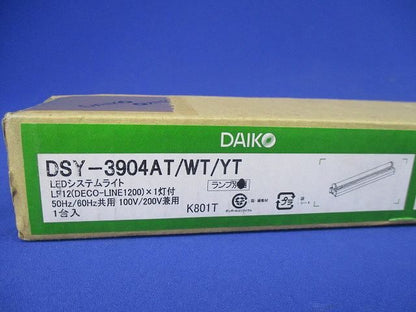 DAIKO
DSY-3904AT/WT/YT
LEDシステムライト
LF12(DECO-LINE1200)×1灯付
50Hz/60Hz共用 100V/200V兼用
1台入
ランプ別
K801T